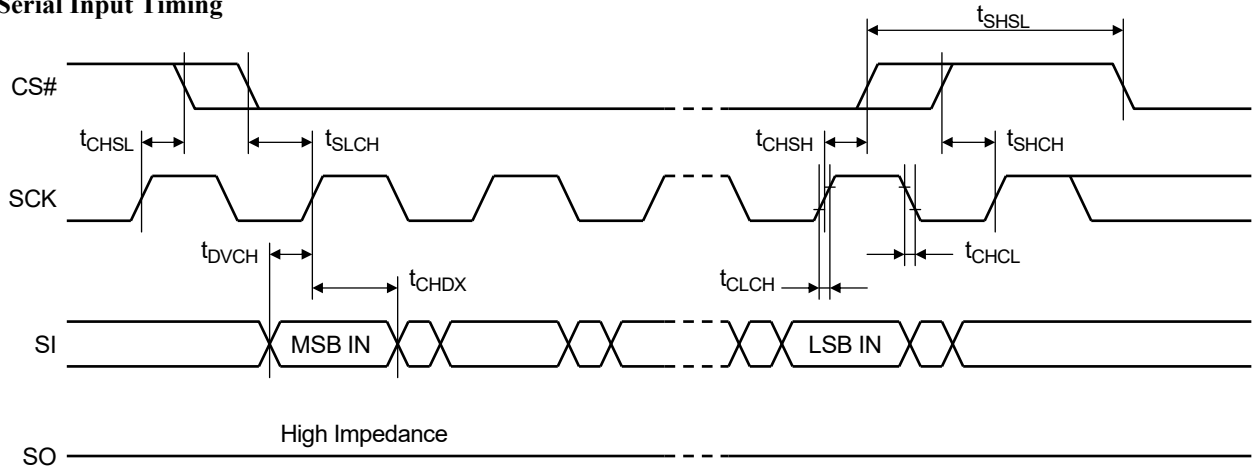 Serial Input Timing
tSHSL
CS#
tCHSL
tSLCH
tCHSH
tSHCH
SCK
tDVCH
tCHDX
tCLCH
tCHCL
SI
MSB IN
LSB IN
High Impedance
SO